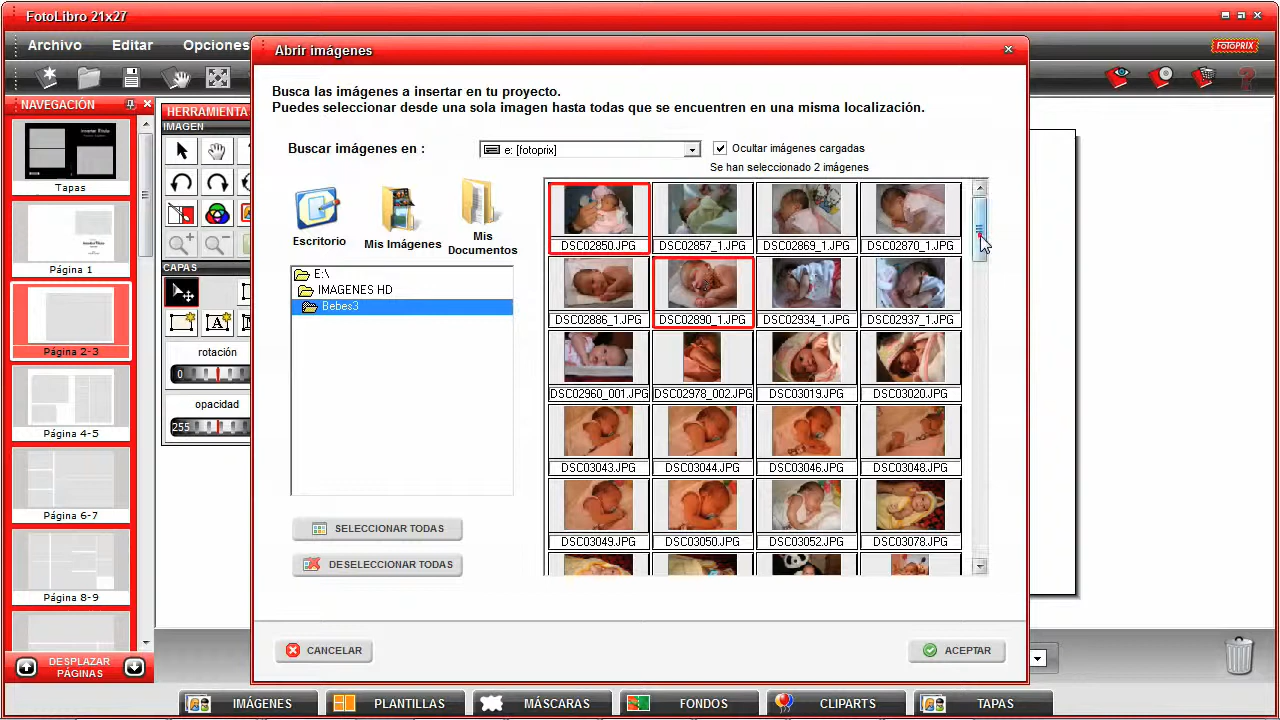 FotoLibro 21x27
Archivo
Editar
Opciones
FOTOPRIX
NAVEGACIÓN
Tapas
Página 1
Página 2-3
Página 4-5
Página 6-7
Página 8-9
DESPLAZAR
PÁGINAS
HERRAMIENTA
IMAGEN
CAPAS
rotación
0
opacidad
255
Abrir imágenes
Busca las imágenes a insertar en tu proyecto.
Puedes seleccionar desde una sola imagen hasta todas que se encuentren en una misma localización.
Buscar imágenes en :
e: [fotoprix]
Ocultar imágenes cargadas
Se han seleccionado 2 imágenes
Escritorio
Mis Imágenes
Mis
Documentos
E:\
IMAGENES HD
Bebes3
SELECCIONAR TODAS
DESELECCIONAR TODAS
DSC02850.JPG
DSC02870_1.JPG
DSC02886_1.JPG
DSC02890_1.JPG
DSC02934_1.JPG
DSC02937_1.JPG
DSC02960_001.JPG
DSC02978_002.JPG
DSC03019.JPG
DSC03020.JPG
DSC03043.JPG
DSC03044.JPG
DSC03046.JPG
DSC03048.JPG
DSC03049.JPG
DSC03050.JPG
DSC03052.JPG
DSC03078.JPG
CANCELAR
ACEPTAR
IMÁGENES
PLANTILLAS
MÁSCARAS
FONDOS
CLIPARTS
TAPAS